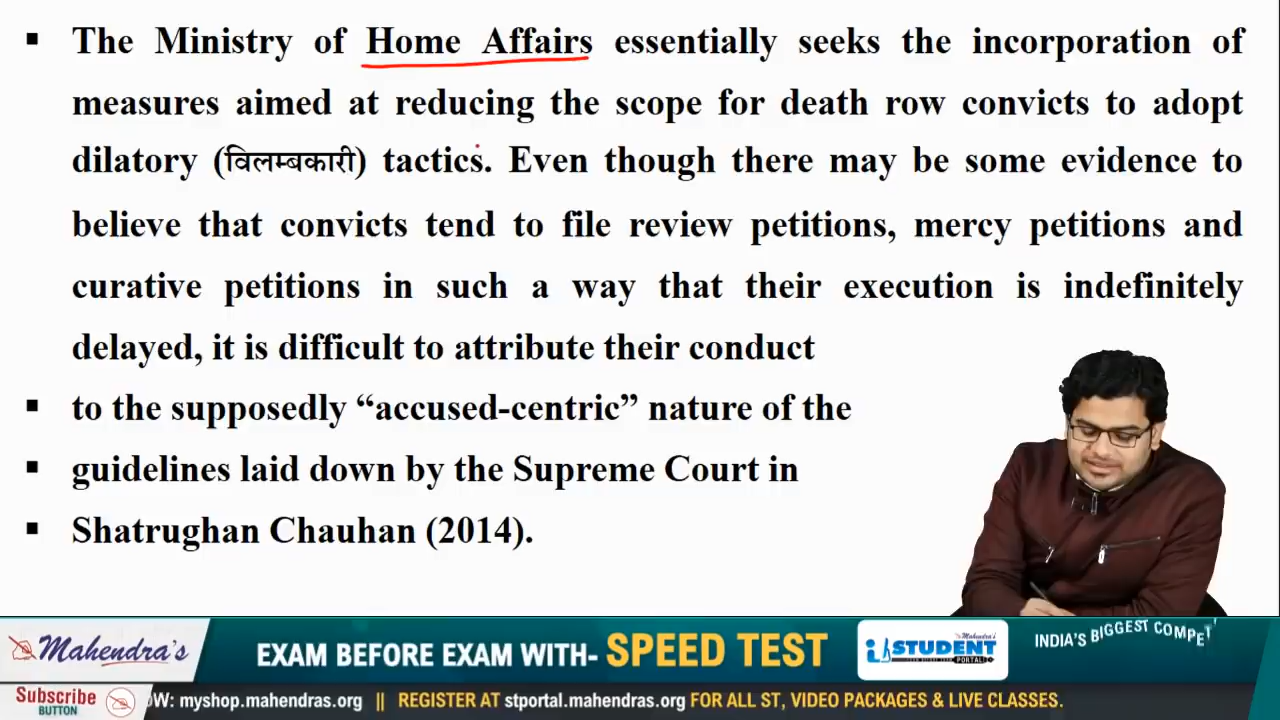 The Ministry of Home Affairs essentially seeks the incorporation of
measures aimed at reducing the scope for death row convicts to adopt
dilatory (विलम्बकारी) tactics. Even though there may be some evidence to
believe that convicts tend to file review petitions, mercy petitions and
curative petitions in such a way that their execution is indefinitely
delayed, it is difficult to attribute their conduct
to the supposedly “accused-centric” nature of the
guidelines laid down by the Supreme Court in
Shatrughan Chauhan (2014).
Mahendra's
EXAM BEFORE EXAM WITH- SPEED TEST
Mahendra's
STUDENT
PORTAL
INDIA'S BIGGEST COMPET
Subscribe
BUTTON
OW: myshop.mahendras.org || REGISTER AT stportal.mahendras.org FOR ALL ST, VIDEO PACKAGES & LIVE CLASSES.